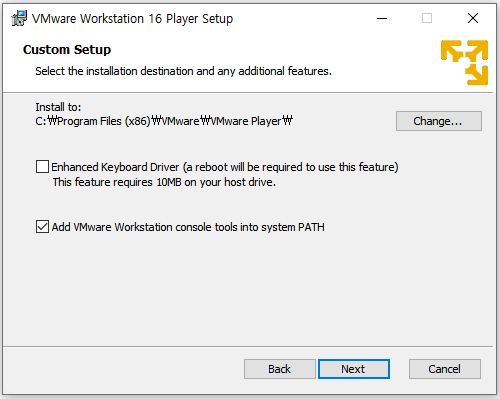 VMware Workstation 16 Player Setup
Custom Setup
Select the installation destination and any additional features.
Install to:
C:₩Program Files (x86)₩VMware₩VMware Player₩
Change...
Enhanced Keyboard Driver (a reboot will be required to use this feature)
This feature requires 10MB on your host drive.
Add VMware Workstation console tools into system PATH
Back
Next
Cancel